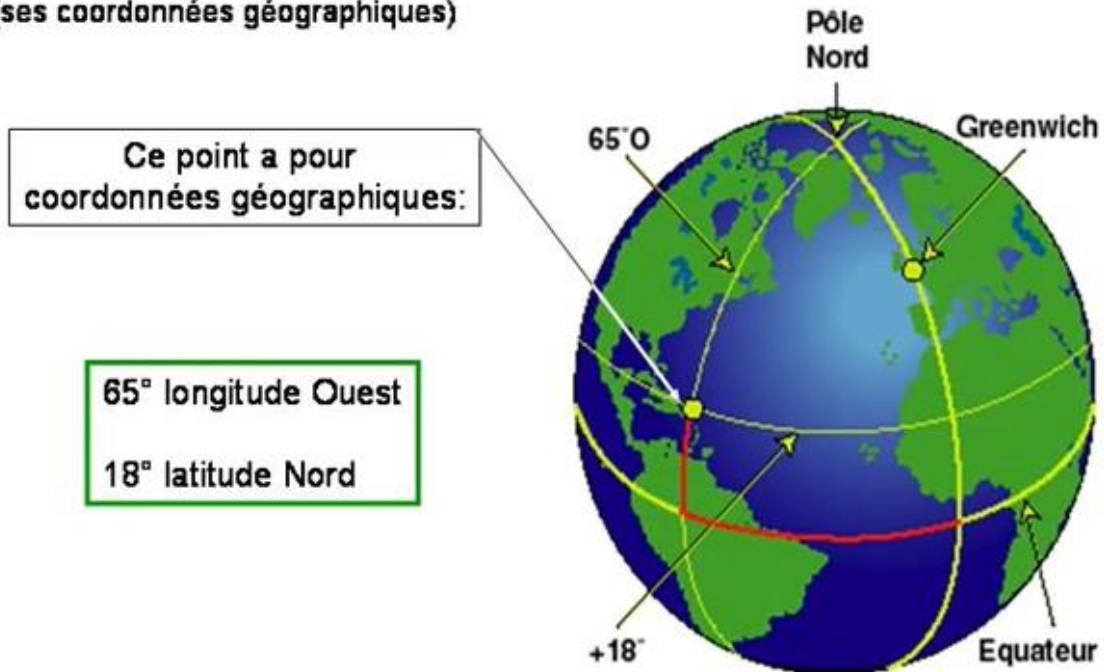 (ses coordonnées géographiques)
Ce point a pour
coordonnées géographiques:
65° longitude Ouest
18° latitude Nord
Pôle
Nord
65°O
Greenwich
+18°
Equateur